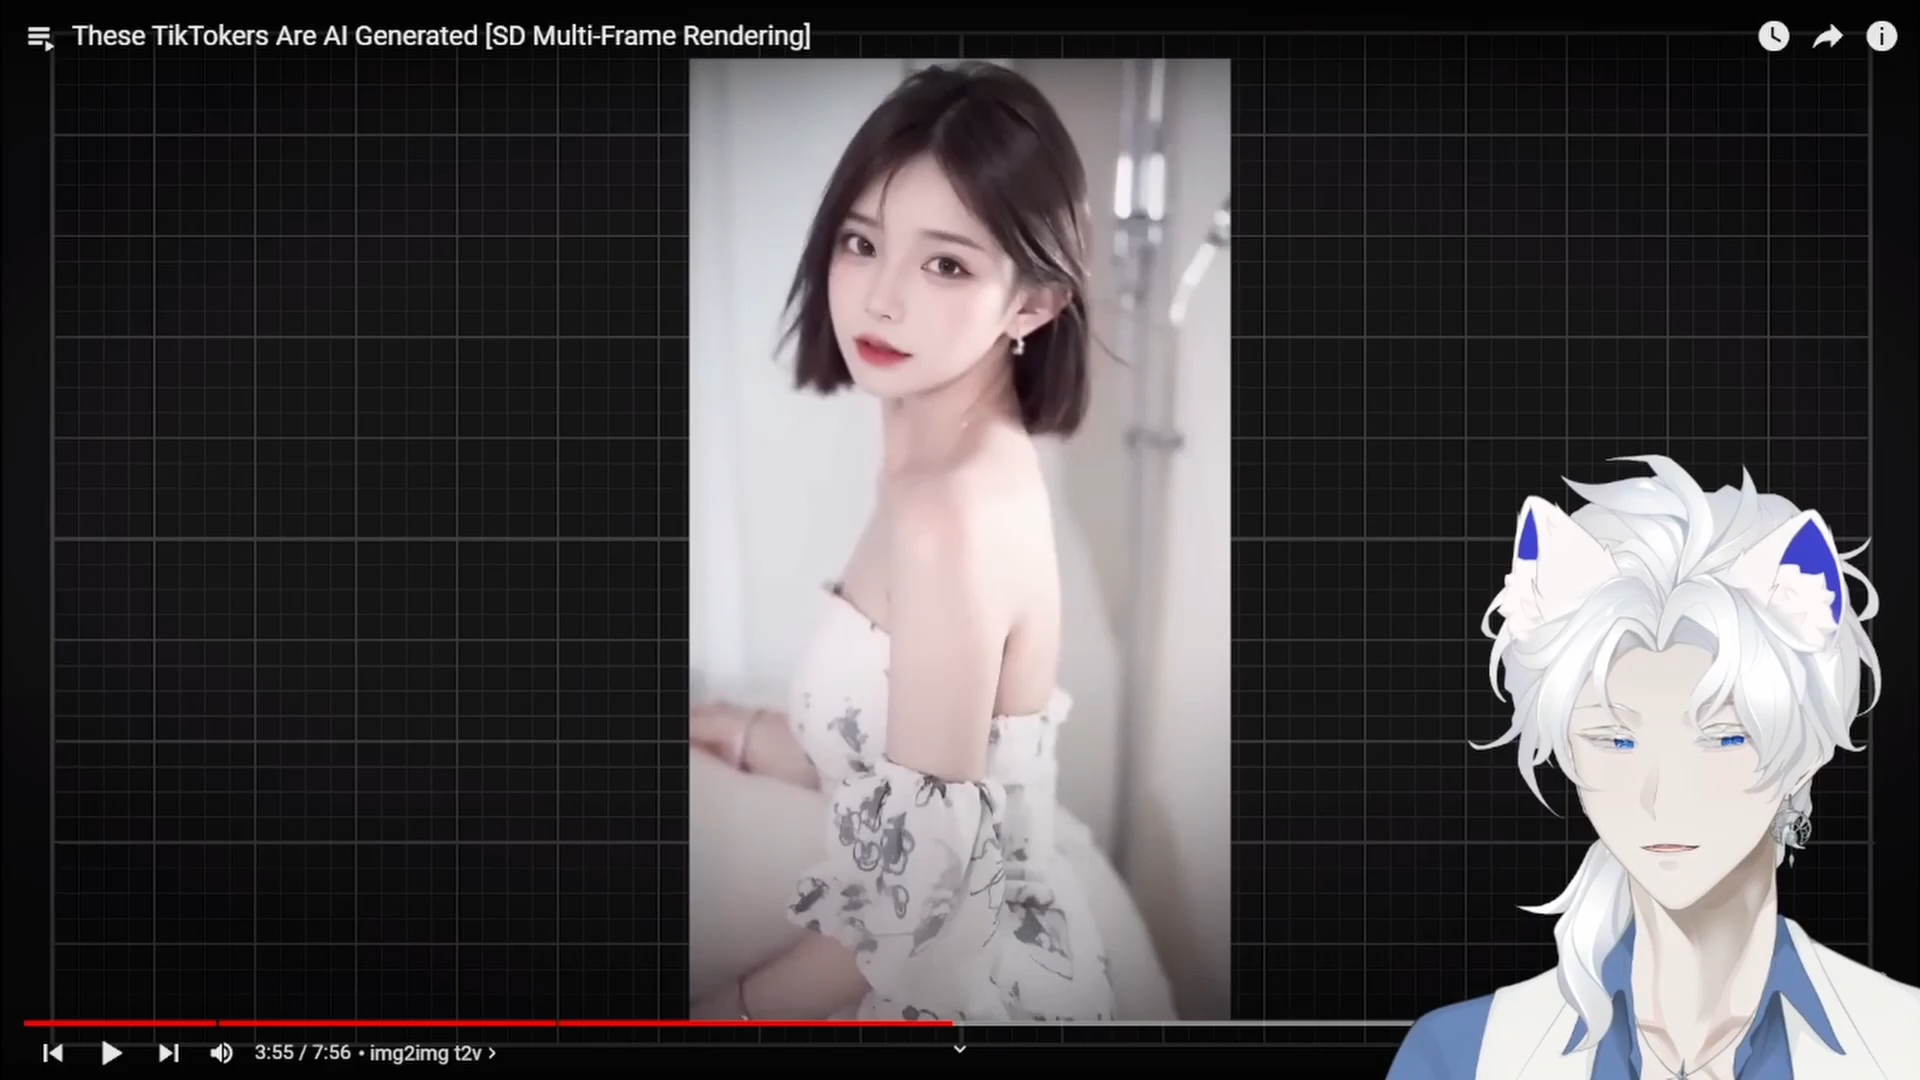 These TikTokers Are AI Generated [SD Multi-Frame Rendering]
3:55 / 7:56 • img2img t2v